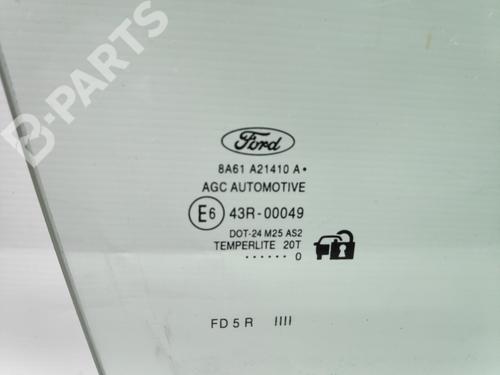 B-PARTS
Ford
8A61 A21410 A•
AGC AUTOMOTIVE
E6 43R-00049
DOT-24 M25 AS2
TEMPERLITE 20T
...... 0
FD 5 R IIII